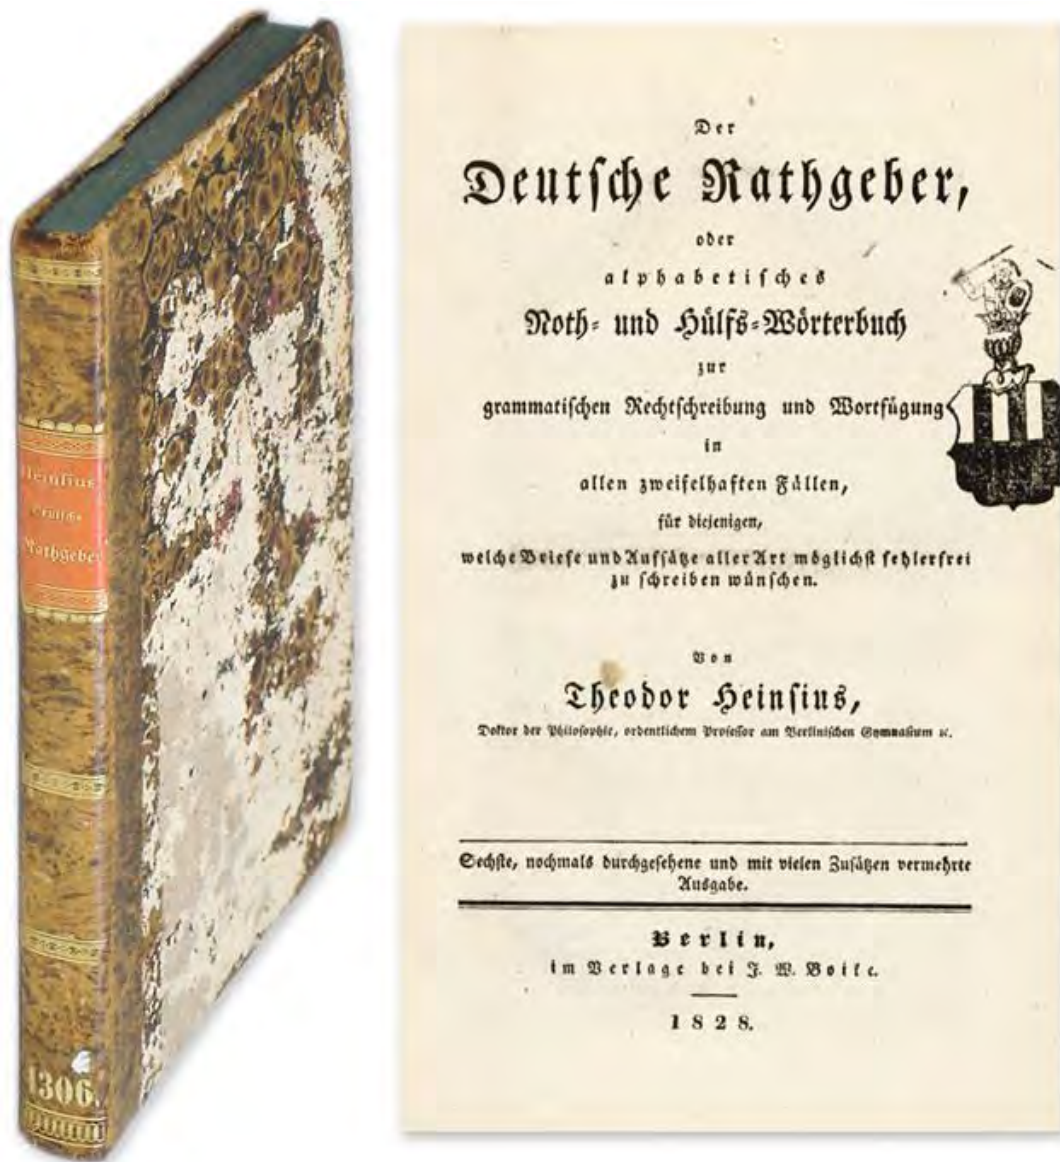 Heinsius
Deutsche
Rathgeber
1306.
Der
Deutsche Rathgeber,
oder
alphabetisches
Noth- und Hülfs-Wörterbuch
zur
grammatischen Rechtschreibung und Wortfügung
in
allen zweifelhaften Fällen,
für diejenigen,
welche Briefe und Aufsätze aller Art möglichst fehlerfrei
zu schreiben wünschen.
Von
Theodor Heinsius,
Doktor der Philosophie, ordentlichem Professor am Berlinischen Gymnasium ꝛc.
Sechste, nochmals durchgesehene und mit vielen Zusätzen vermehrte
Ausgabe.
Berlin,
im Verlage bei J. W. Boike.
1828.